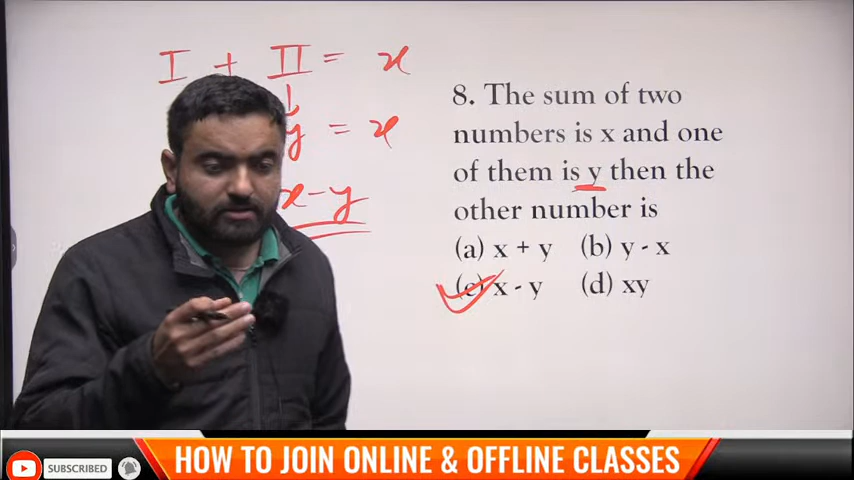 I + II = x
y = x
x - y
8. The sum of two
numbers is x and one
of them is y then the
other number is
(a) x + y (b) y - x
(c) x - y (d) xy
SUBSCRIBED
HOW TO JOIN ONLINE & OFFLINE CLASSES